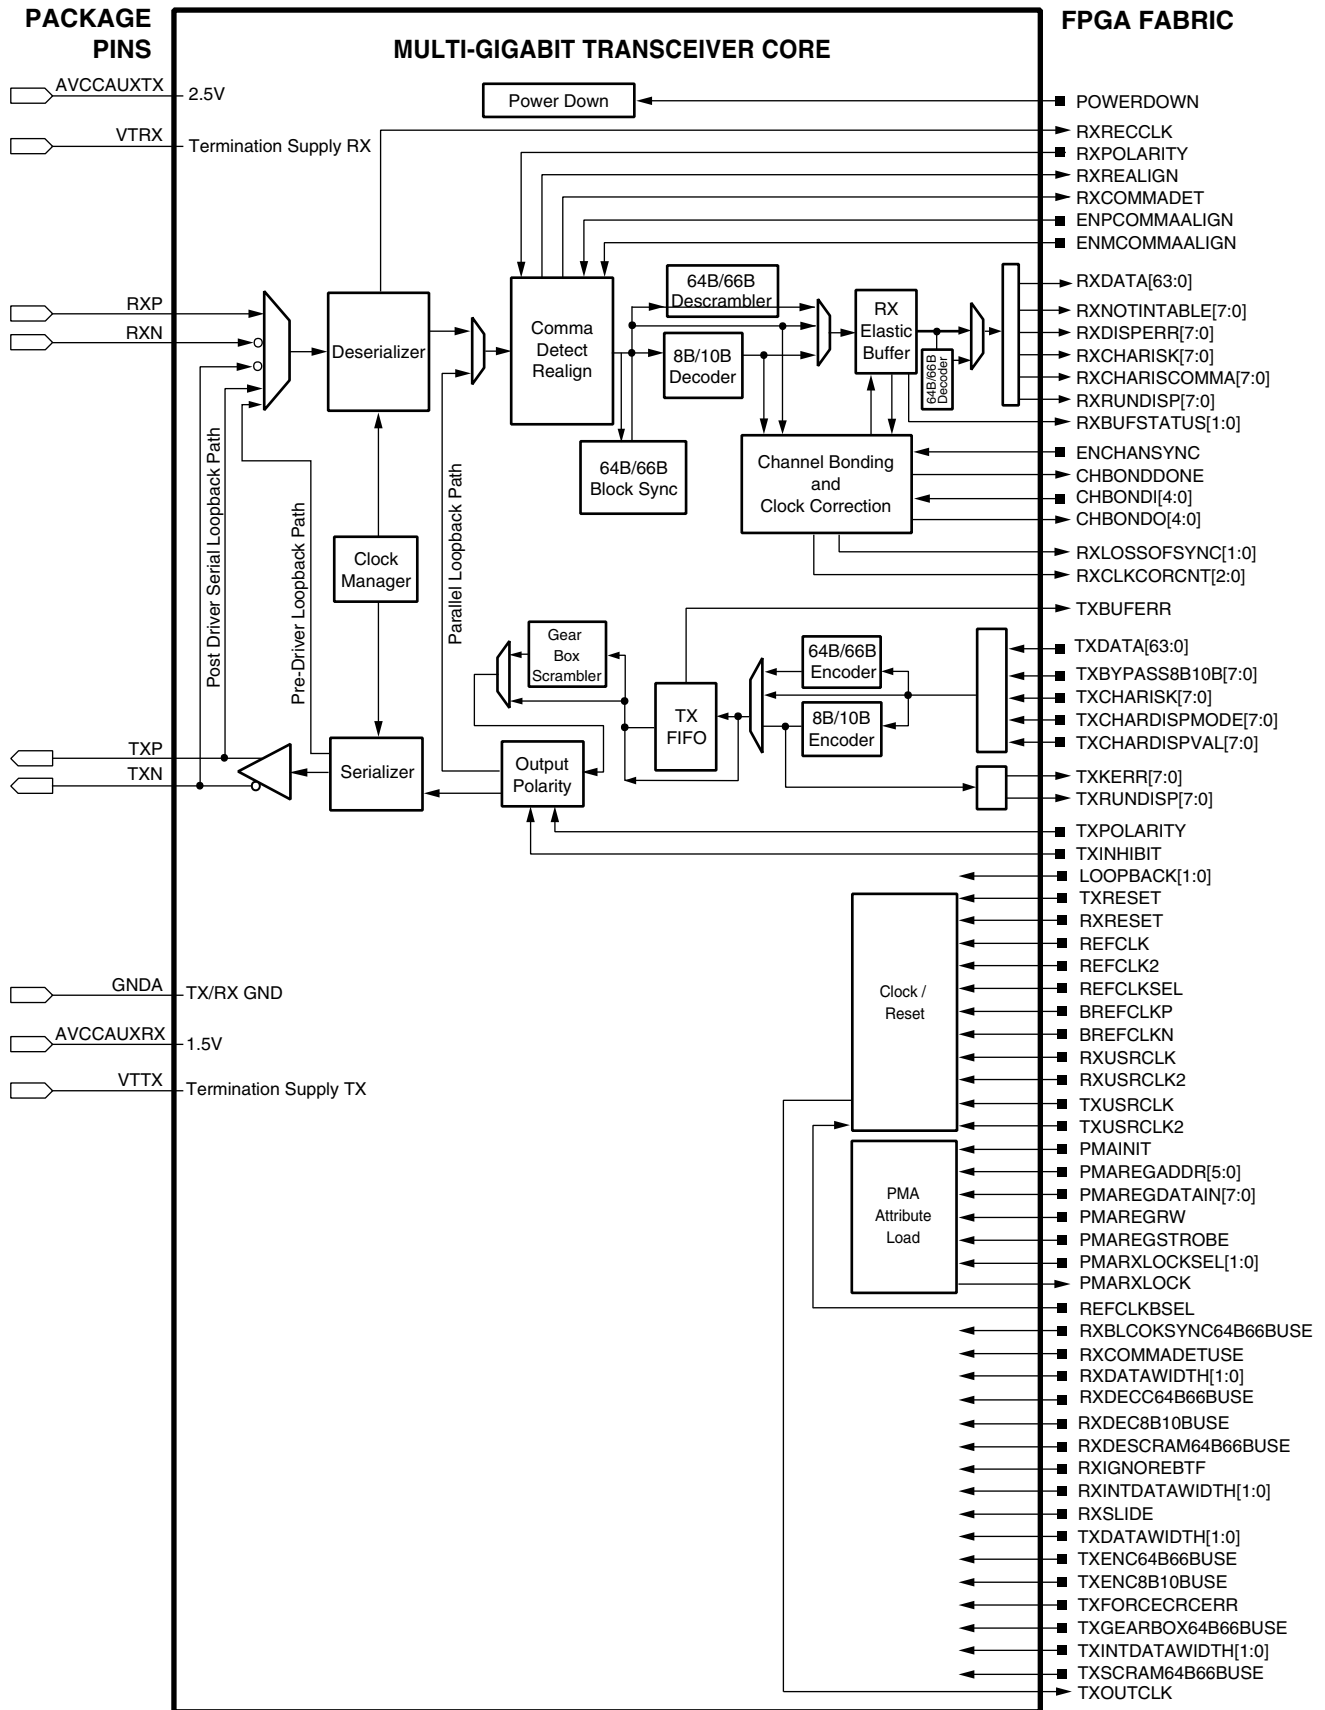 PACKAGE
PINS
MULTI-GIGABIT TRANSCEIVER CORE
FPGA FABRIC
AVCCAUXTX
2.5V
VTRX
Termination Supply RX
Power Down
POWERDOWN
RXRECCLK
RXPOLARITY
RXREALIGN
RXCOMMADET
ENPCOMMAALIGN
ENMCOMMAALIGN
RXP
RXN
Deserializer
Comma
Detect
Realign
64B/66B
Descrambler
8B/10B
Decoder
64B/66B
Block Sync
RX
Elastic
Buffer
64B/66B
Decoder
Channel Bonding
and
Clock Correction
RXDATA[63:0]
RXNOTINTABLE[7:0]
RXDISPERR[7:0]
RXCHARISK[7:0]
RXCHARISCOMMA[7:0]
RXRUNDISP[7:0]
RXBUFSTATUS[1:0]
ENCHANSYNC
CHBONDDONE
CHBONDI[4:0]
CHBONDO[4:0]
RXLOSSOFSYNC[1:0]
RXCLKCORCNT[2:0]
Post Driver Serial Loopback Path
Pre-Driver Loopback Path
Parallel Loopback Path
Clock
Manager
TXBUFERR
Gear
Box
Scrambler
64B/66B
Encoder
8B/10B
Encoder
TX
FIFO
TXDATA[63:0]
TXBYPASS8B10B[7:0]
TXCHARISK[7:0]
TXCHARDISPMODE[7:0]
TXCHARDISPVAL[7:0]
TXP
TXN
Serializer
Output
Polarity
TXKERR[7:0]
TXRUNDISP[7:0]
TXPOLARITY
TXINHIBIT
LOOPBACK[1:0]
TXRESET
RXRESET
REFCLK
REFCLK2
REFCLKSEL
BREFCLKP
BREFCLKN
RXUSRCLK
RXUSRCLK2
TXUSRCLK
TXUSRCLK2
Clock /
Reset
GNDA
TX/RX GND
AVCCAUXRX
1.5V
VTTX
Termination Supply TX
PMA
Attribute
Load
PMAINIT
PMAREGADDR[5:0]
PMAREGDATAIN[7:0]
PMAREGRW
PMAREGSTROBE
PMARXLOCKSEL[1:0]
PMARXLOCK
REFCLKBSEL
RXBLCOKSYNC64B66BUSE
RXCOMMADETUSE
RXDATAWIDTH[1:0]
RXDECC64B66BUSE
RXDEC8B10BUSE
RXDESCRAM64B66BUSE
RXIGNOREBTF
RXINTDATAWIDTH[1:0]
RXSLIDE
TXDATAWIDTH[1:0]
TXENC64B66BUSE
TXENC8B10BUSE
TXFORCECRCERR
TXGEARBOX64B66BUSE
TXINTDATAWIDTH[1:0]
TXSCRAM64B66BUSE
TXOUTCLK